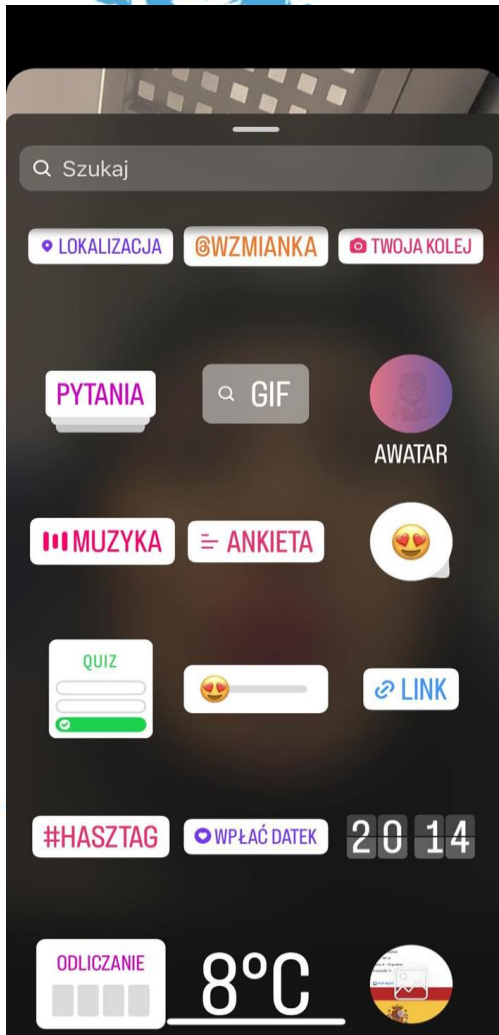 Szukaj
LOKALIZACJA
@WZMIANKA
TWOJA KOLEJ
PYTANIA
GIF
AWATAR
MUZYKA
ANKIETA
QUIZ
LINK
#HASZTAG
WPŁAĆ DATEK
20 14
ODLICZANIE
8°C